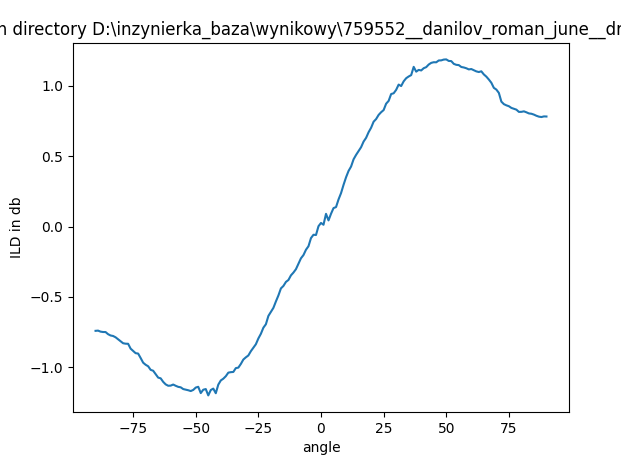 n directory D:\inzynierka_baza\wynikowy\759552__danilov_roman_june__dr
1.0
0.5
0.0
−0.5
−1.0
ILD in db
−75 −50 −25 0 25 50 75
angle